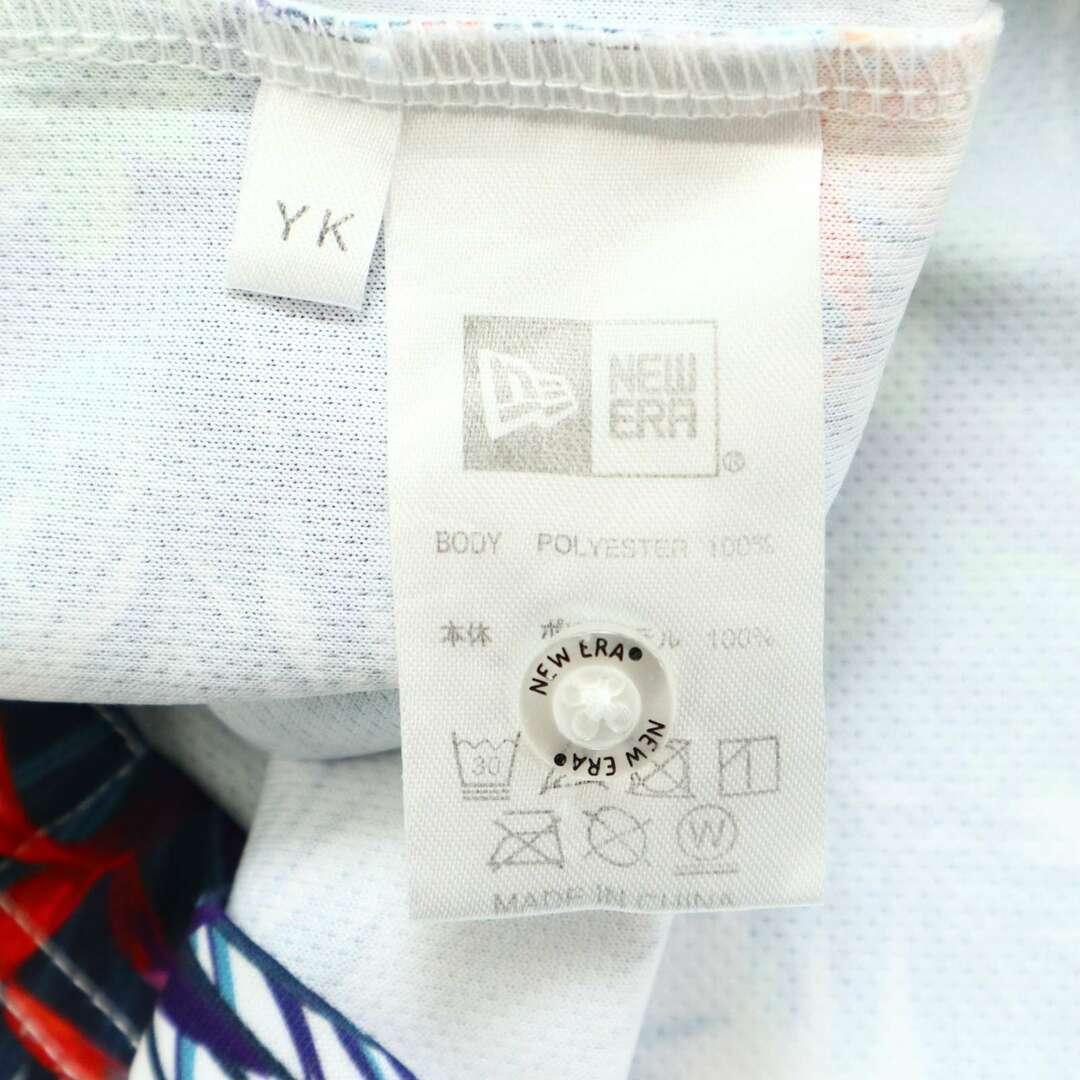 YK
NEW
ERA
®
BODY POLYESTER 100%
本体 100%
NEW ERA®
NEW ERA®
30
W
MADE IN CHINA